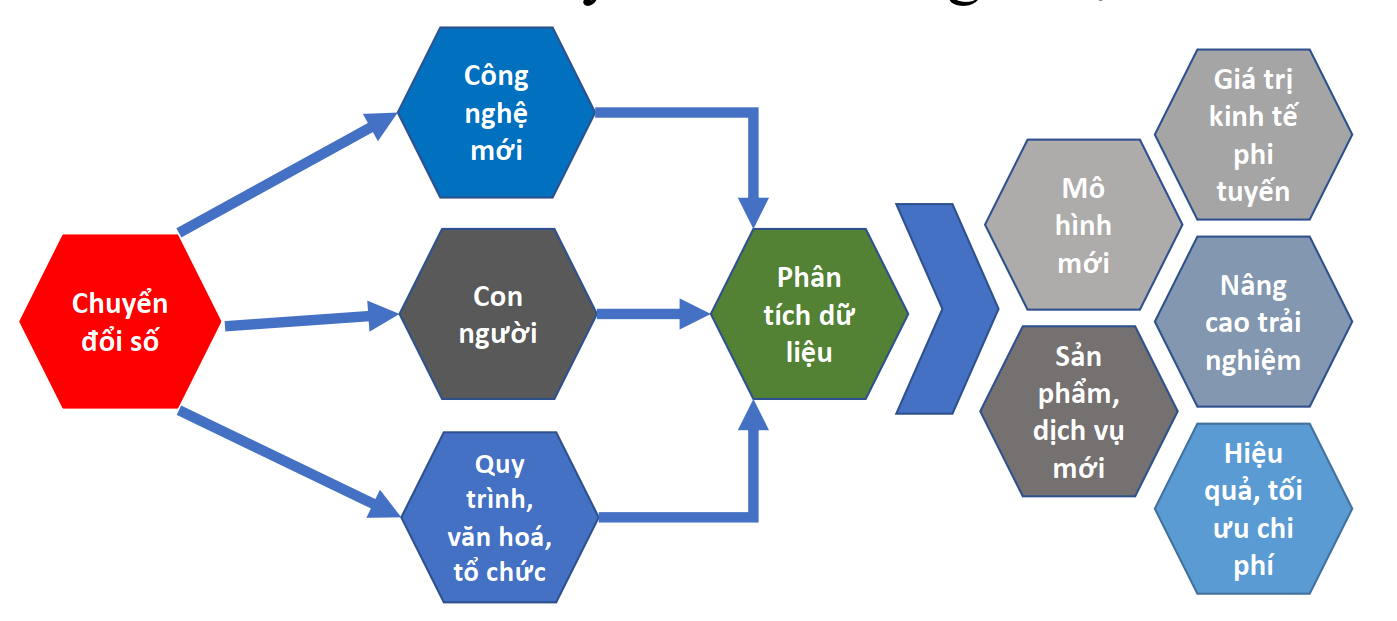 Chuyển
đổi số
Công
nghệ
mới
Con
người
Quy
trình,
văn hoá,
tổ chức
Phân
tích dữ
liệu
Mô
hình
mới
Sản
phẩm,
dịch vụ
mới
Giá trị
kinh tế
phi
tuyến
Nâng
cao trải
nghiệm
Hiệu
quả, tối
ưu chi
phí